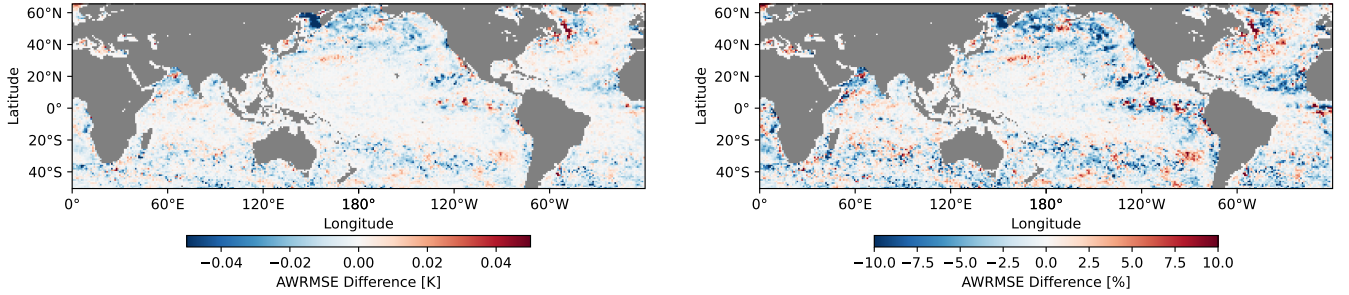 60°N
40°N
20°N
0°
20°S
40°S
Latitude
0° 60°E 120°E 180° 120°W 60°W
Longitude
−0.04 −0.02 0.00 0.02 0.04
AWRMSE Difference [K]
60°N
40°N
20°N
0°
20°S
40°S
Latitude
0° 60°E 120°E 180° 120°W 60°W
Longitude
−10.0 −7.5 −5.0 −2.5 0.0 2.5 5.0 7.5 10.0
AWRMSE Difference [%]